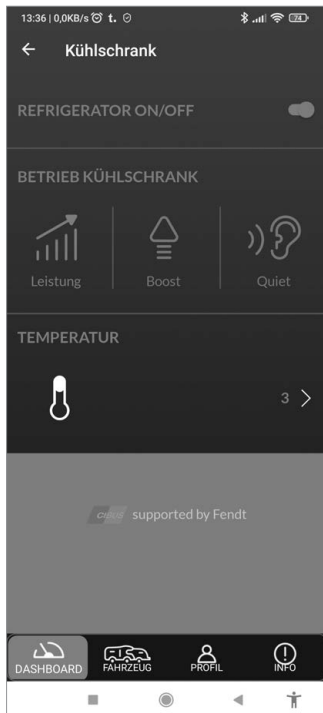 13:36 | 0,0KB/s t. 24
Kühlschrank
REFRIGERATOR ON/OFF
BETRIEB KÜHLSCHRANK
Leistung Boost Quiet
TEMPERATUR
3
supported by Fendt
DASHBOARD FAHRZEUG PROFIL INFO